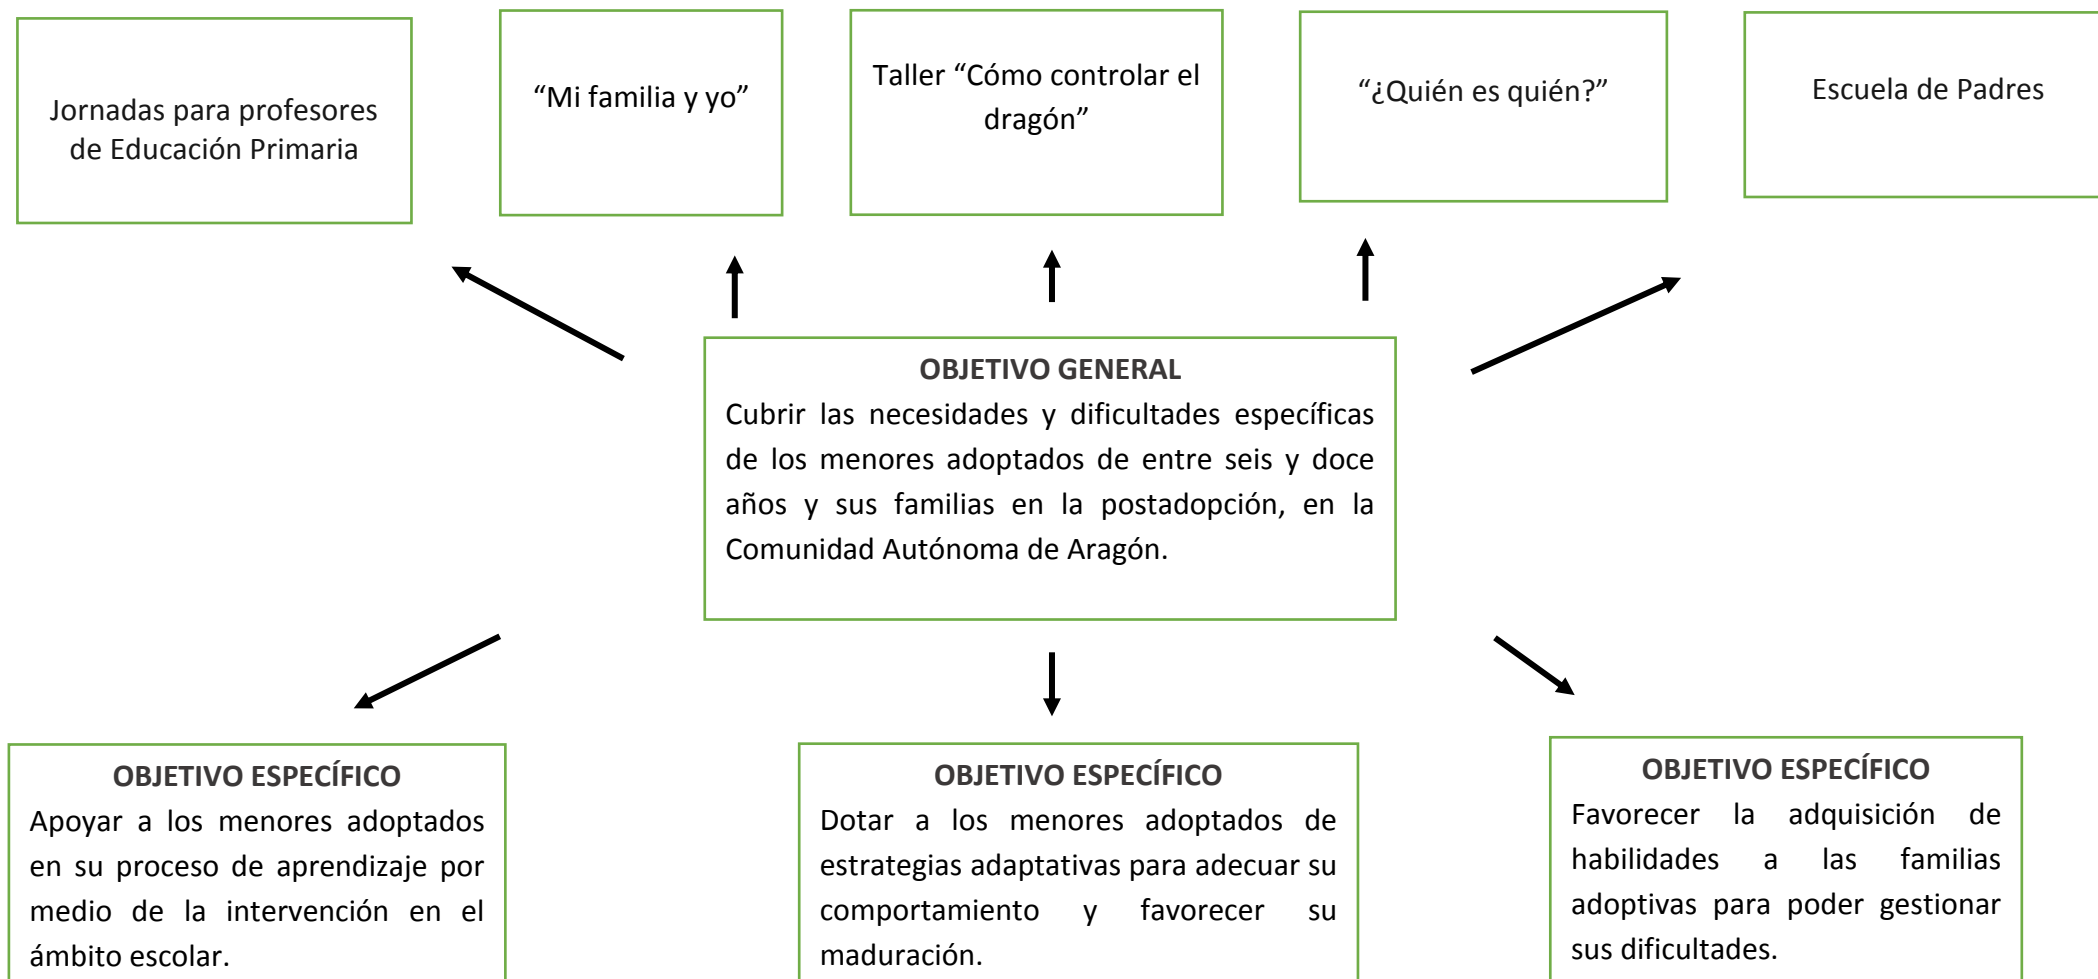 Jornadas para profesores
de Educación Primaria
“Mi familia y yo”
Taller “Cómo controlar el
dragón”
“¿Quién es quién?”
Escuela de Padres
OBJETIVO GENERAL
Cubrir las necesidades y dificultades específicas
de los menores adoptados de entre seis y doce
años y sus familias en la postadopción, en la
Comunidad Autónoma de Aragón.
OBJETIVO ESPECÍFICO
Apoyar a los menores adoptados
en su proceso de aprendizaje por
medio de la intervención en el
ámbito escolar.
OBJETIVO ESPECÍFICO
Dotar a los menores adoptados de
estrategias adaptativas para adecuar su
comportamiento y favorecer su
maduración.
OBJETIVO ESPECÍFICO
Favorecer la adquisición de
habilidades a las familias
adoptivas para poder gestionar
sus dificultades.